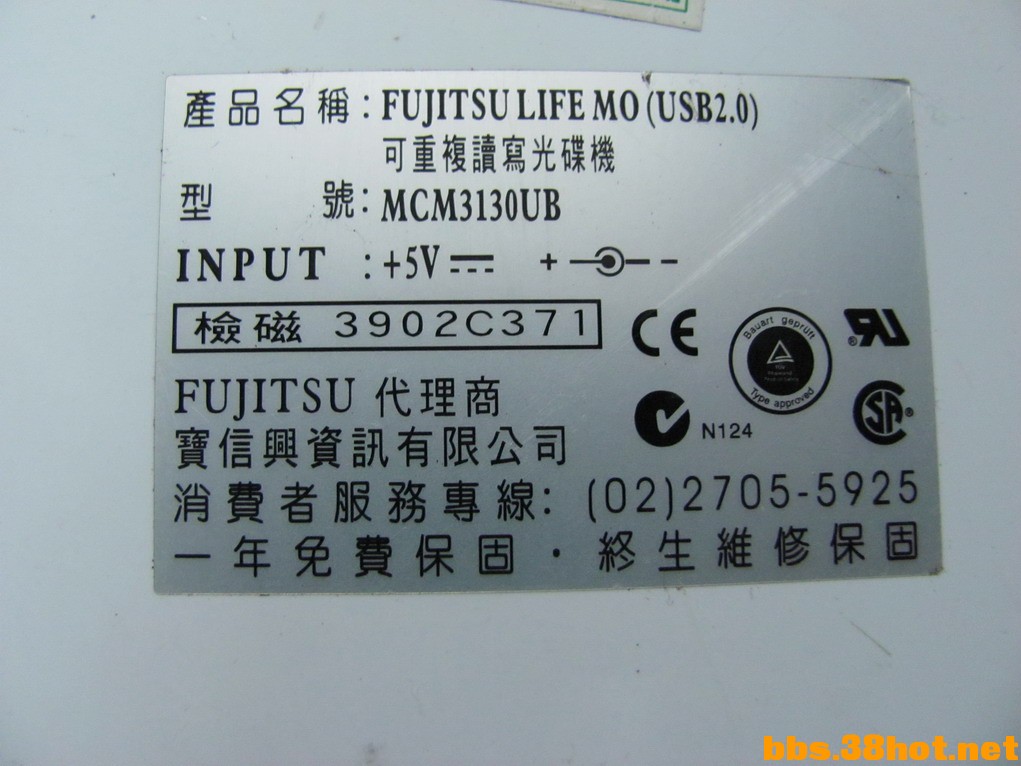 產品名稱：FUJITSU LIFE MO (USB2.0)
可重複讀寫光碟機
型 號：MCM3130UB
INPUT ：+5V
檢磁 3902C371
CE
Bauart geprüft
TÜV
Rheinland
Type approved
N124
FUJITSU 代理商
寶信興資訊有限公司
消費者服務專線：(02)2705-5925
一年免費保固・終生維修保固
bbs.38hot.net